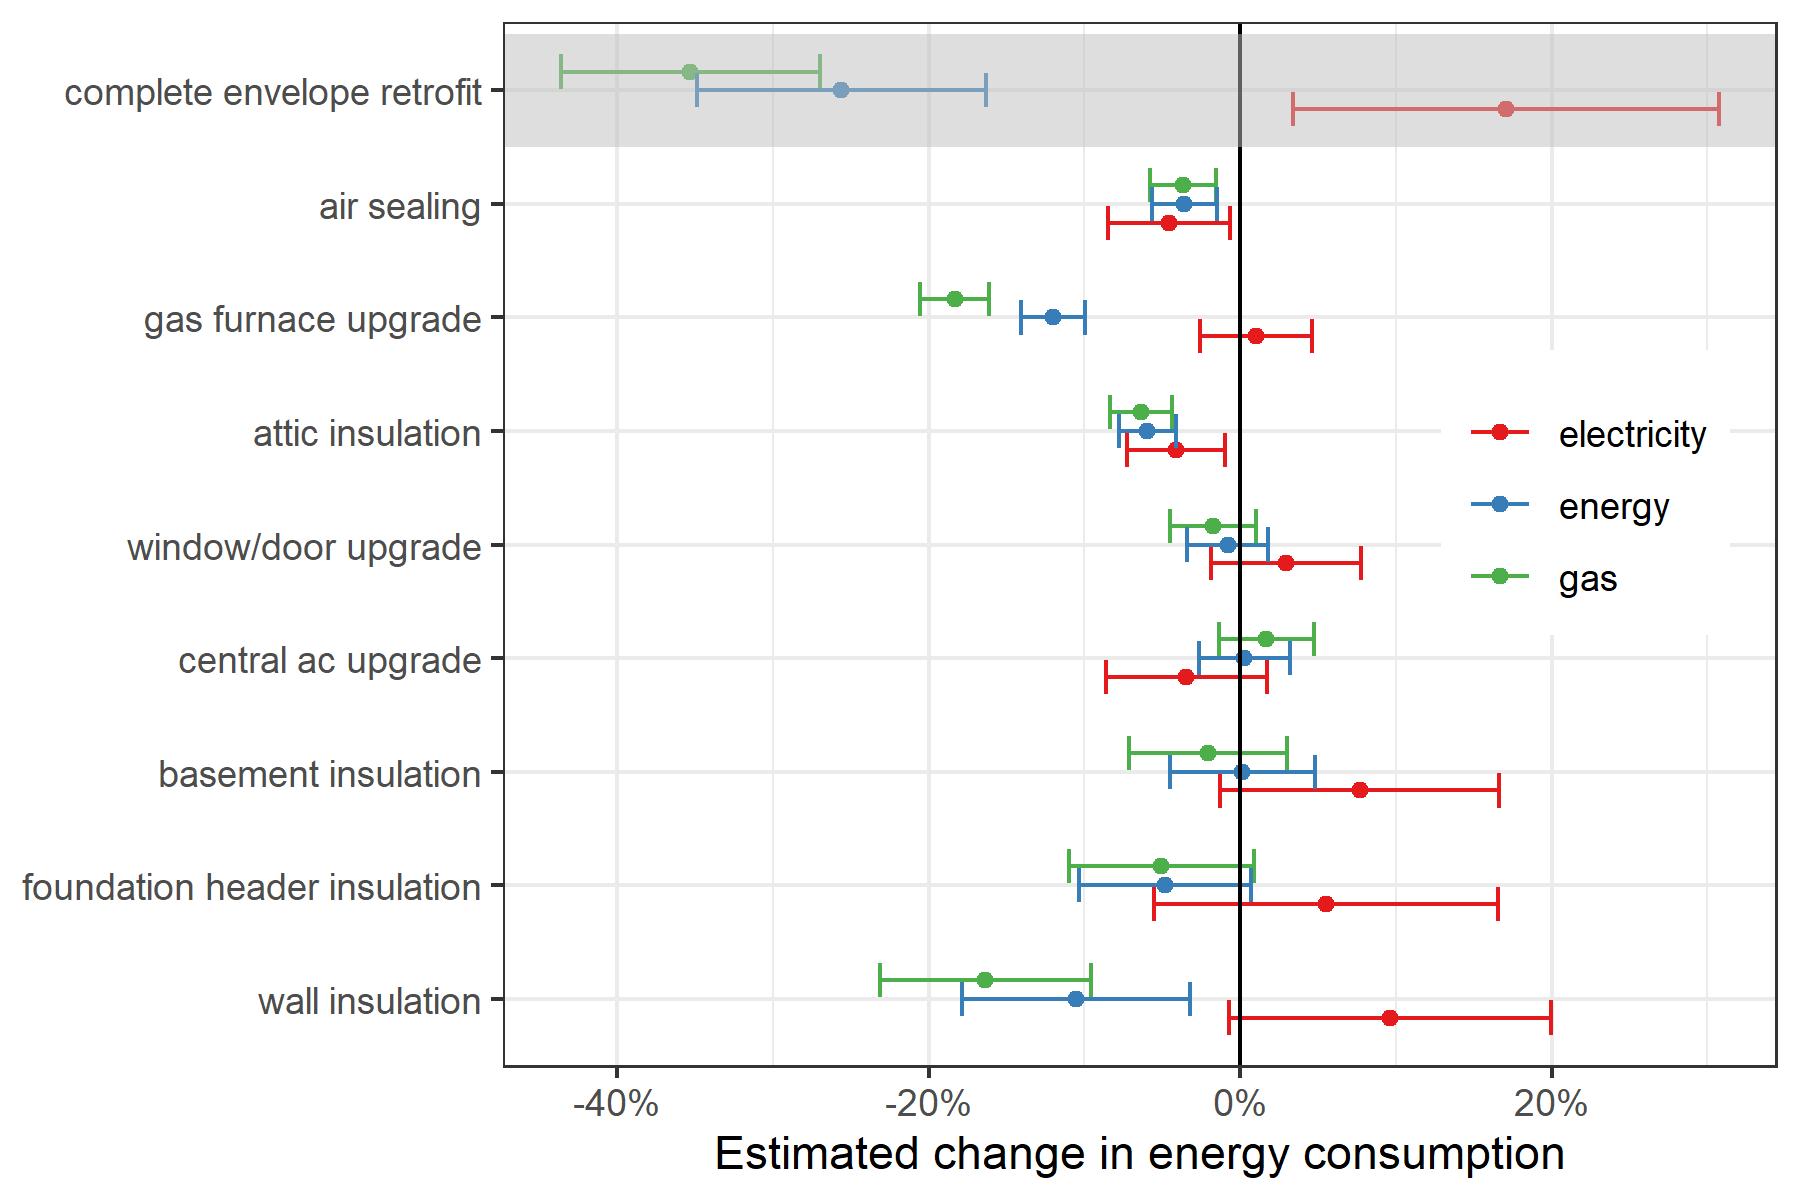 complete envelope retrofit
air sealing
gas furnace upgrade
attic insulation
window/door upgrade
central ac upgrade
basement insulation
foundation header insulation
wall insulation
electricity
energy
gas
-40% -20% 0% 20%
Estimated change in energy consumption